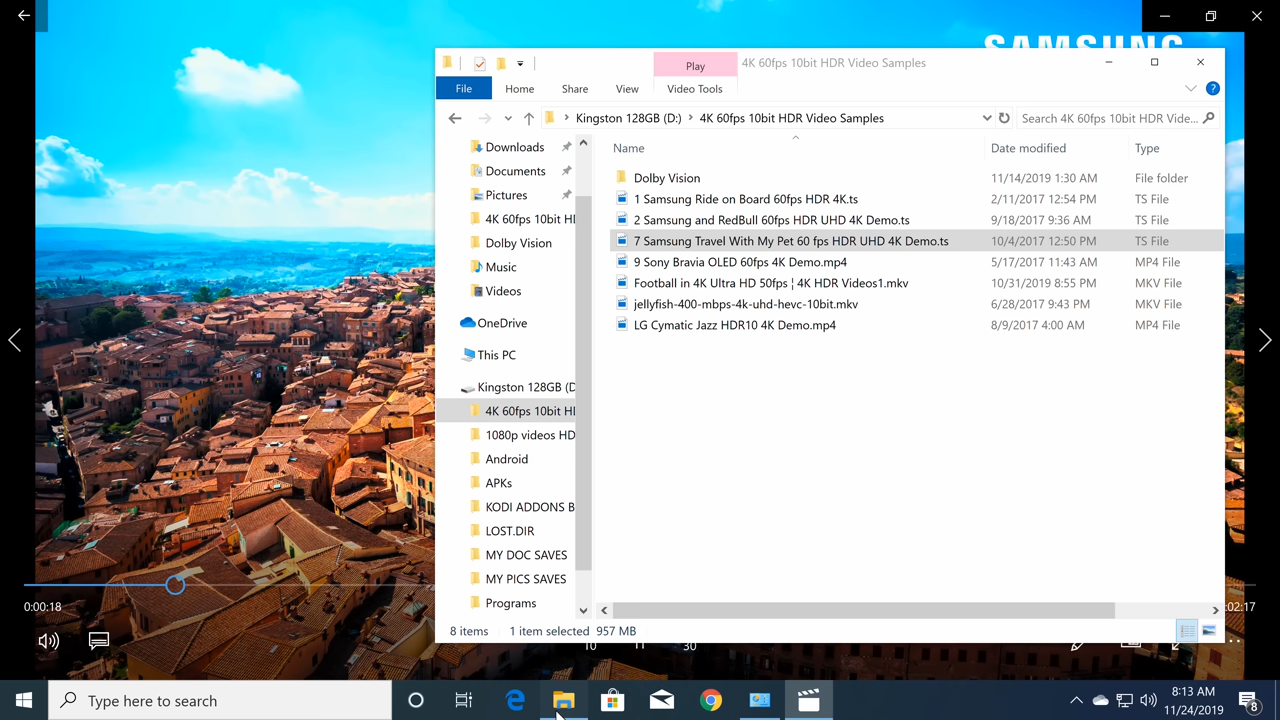 SAMSUNG
Play
4K 60fps 10bit HDR Video Samples
File
Home
Share
View
Video Tools
?
Kingston 128GB (D:)
4K 60fps 10bit HDR Video Samples
Search 4K 60fps 10bit HDR Vide...
Downloads
Documents
Pictures
4K 60fps 10bit H
Dolby Vision
Music
Videos
OneDrive
This PC
Kingston 128GB (D
4K 60fps 10bit H
1080p videos HD
Android
APKs
KODI ADDONS B
LOST.DIR
MY DOC SAVES
MY PICS SAVES
Programs
Name
Date modified
Type
Dolby Vision
11/14/2019 1:30 AM
File folder
1 Samsung Ride on Board 60fps HDR 4K.ts
2/11/2017 12:54 PM
TS File
2 Samsung and RedBull 60fps HDR UHD 4K Demo.ts
9/18/2017 9:36 AM
TS File
7 Samsung Travel With My Pet 60 fps HDR UHD 4K Demo.ts
10/4/2017 12:50 PM
TS File
9 Sony Bravia OLED 60fps 4K Demo.mp4
5/17/2017 11:43 AM
MP4 File
Football in 4K Ultra HD 50fps ¦ 4K HDR Videos1.mkv
10/31/2019 8:55 PM
MKV File
jellyfish-400-mbps-4k-uhd-hevc-10bit.mkv
6/28/2017 9:43 PM
MKV File
LG Cymatic Jazz HDR10 4K Demo.mp4
8/9/2017 4:00 AM
MP4 File
8 items
1 item selected 957 MB
0:00:18
:02:17
10
30
Type here to search
8:13 AM
11/24/2019
8